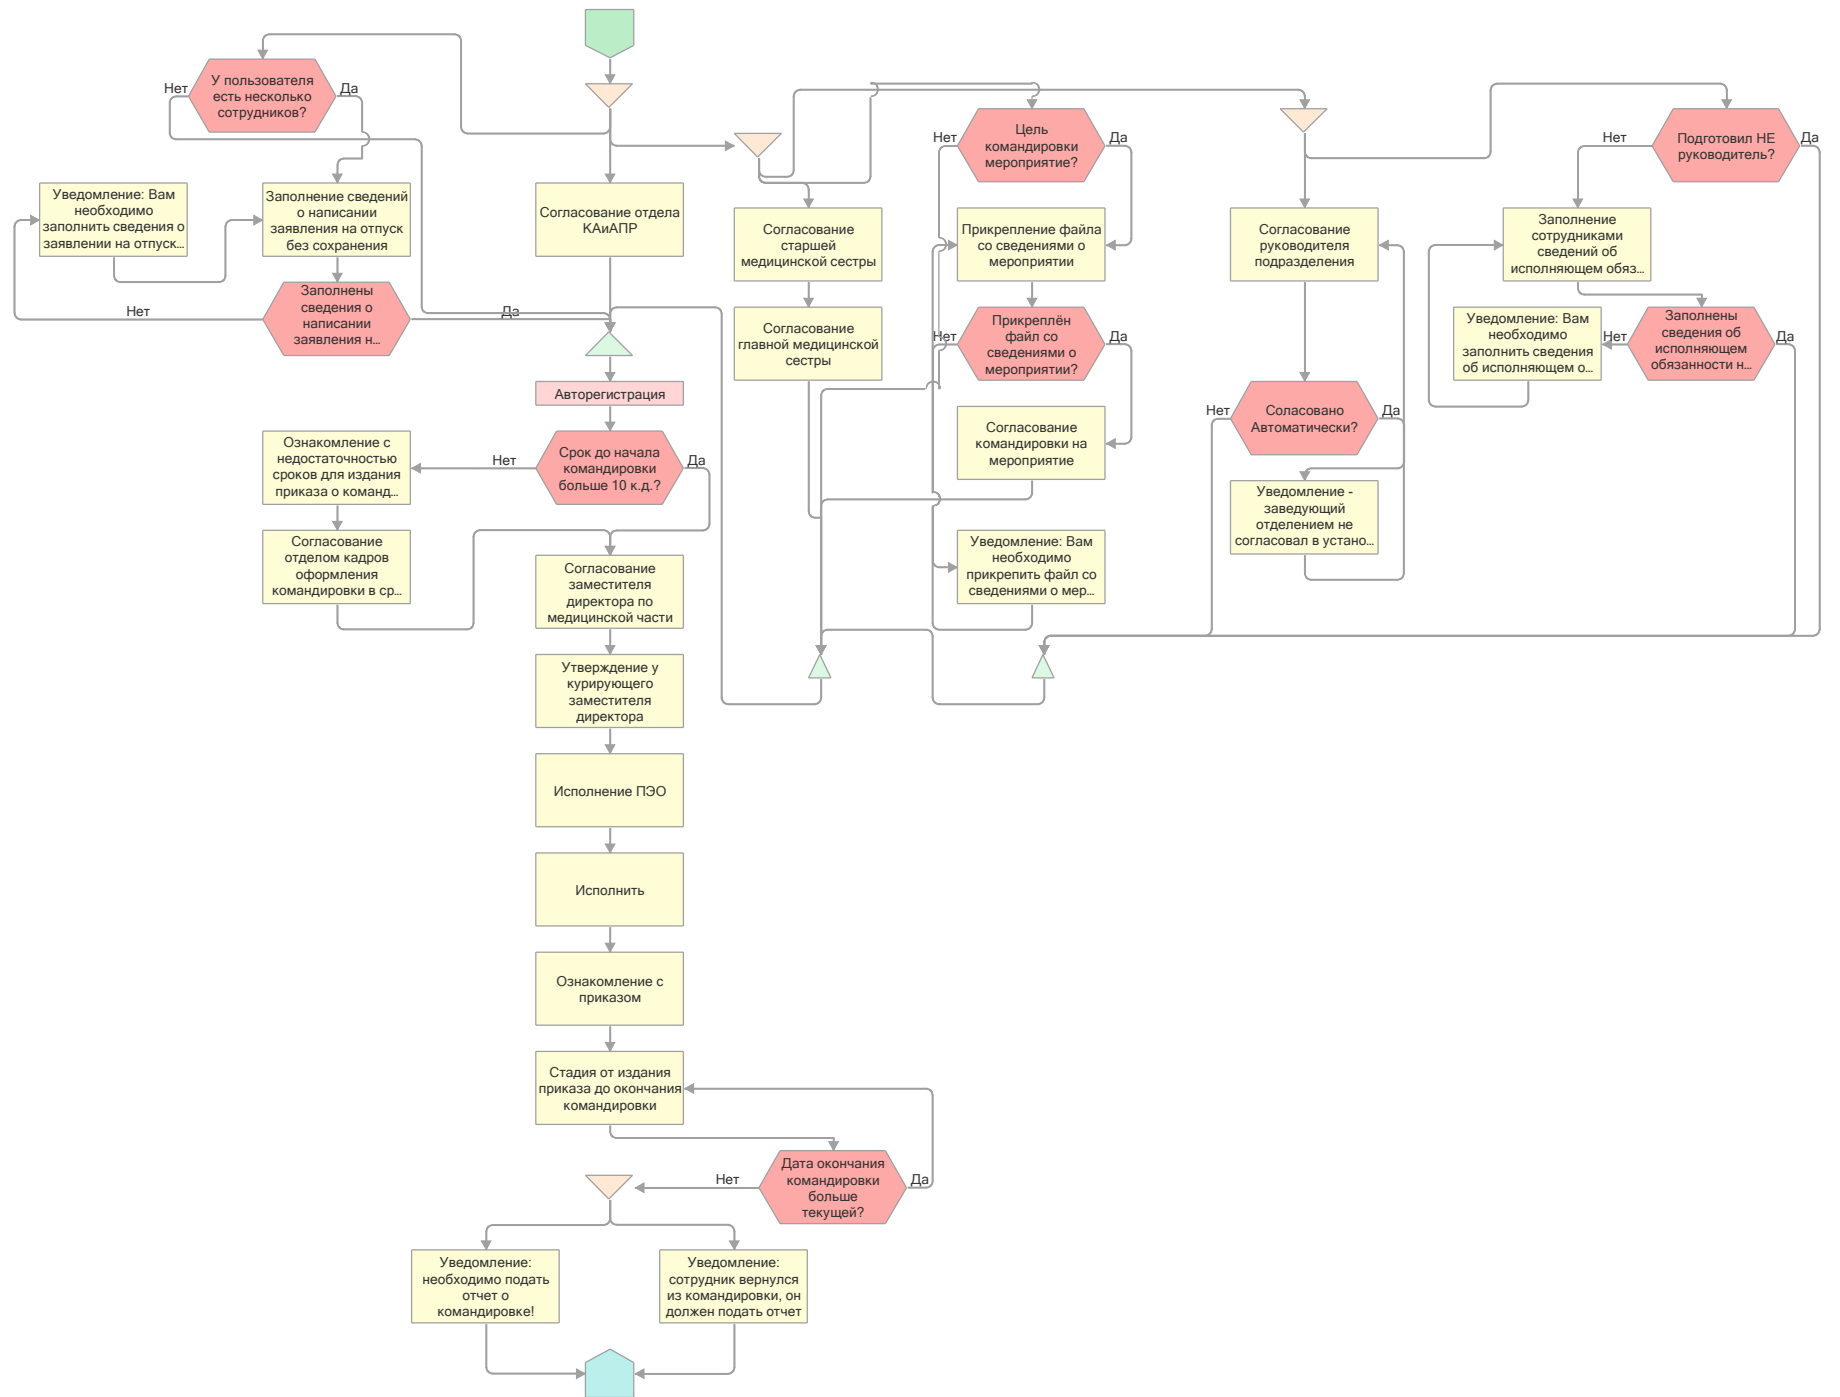 У пользователя
есть несколько
сотрудников?
Нет
Да
Уведомление: Вам
необходимо
заполнить сведения о
заявлении на отпуск...
Заполнение сведений
о написании
заявления на отпуск
без сохранения
Заполнены
сведения о
написании
заявления н...
Нет
Да
Согласование отдела
КАиАПР
Авторегистрация
Срок до начала
командировки
больше 10 к.д.?
Нет
Да
Ознакомление с
недостаточностью
сроков для издания
приказа о команд...
Согласование
отделом кадров
оформления
командировки в ср...
Согласование
заместителя
директора по
медицинской части
Утверждение у
курирующего
заместителя
директора
Исполнение ПЭО
Исполнить
Ознакомление с
приказом
Стадия от издания
приказа до окончания
командировки
Дата окончания
командировки
больше
текущей?
Нет
Да
Уведомление:
необходимо подать
отчет о
командировке!
Уведомление:
сотрудник вернулся
из командировки, он
должен подать отчет
Согласование
старшей
медицинской сестры
Согласование
главной медицинской
сестры
Цель
командировки
мероприятие?
Нет
Да
Прикрепление файла
со сведениями о
мероприятии
Прикреплён
файл со
сведениями о
мероприятии?
Нет
Да
Согласование
командировки на
мероприятие
Уведомление: Вам
необходимо
прикрепить файл со
сведениями о мер...
Согласование
руководителя
подразделения
Соласовано
Автоматически?
Нет
Да
Уведомление -
заведующий
отделением не
согласовал в устано...
Подготовил НЕ
руководитель?
Нет
Да
Заполнение
сотрудниками
сведений об
исполняющем обяз...
Заполнены
сведения об
исполняющем
обязанности н...
Нет
Да
Уведомление: Вам
необходимо
заполнить сведения
об исполняющем о...